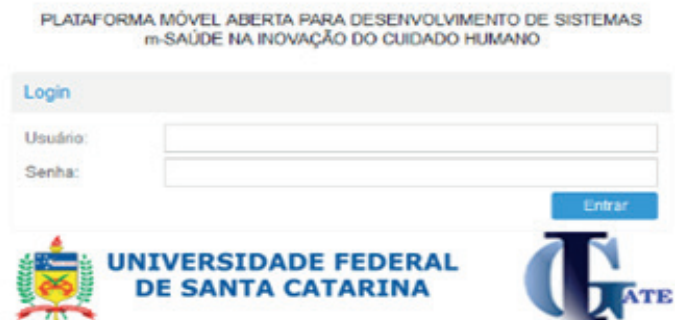 PLATAFORMA MÓVEL ABERTA PARA DESENVOLVIMENTO DE SISTEMAS
m-SAÚDE NA INOVAÇÃO DO CUIDADO HUMANO
Login
Usuário:
Senha:
Entrar
UNIVERSIDADE FEDERAL
DE SANTA CATARINA
GATE